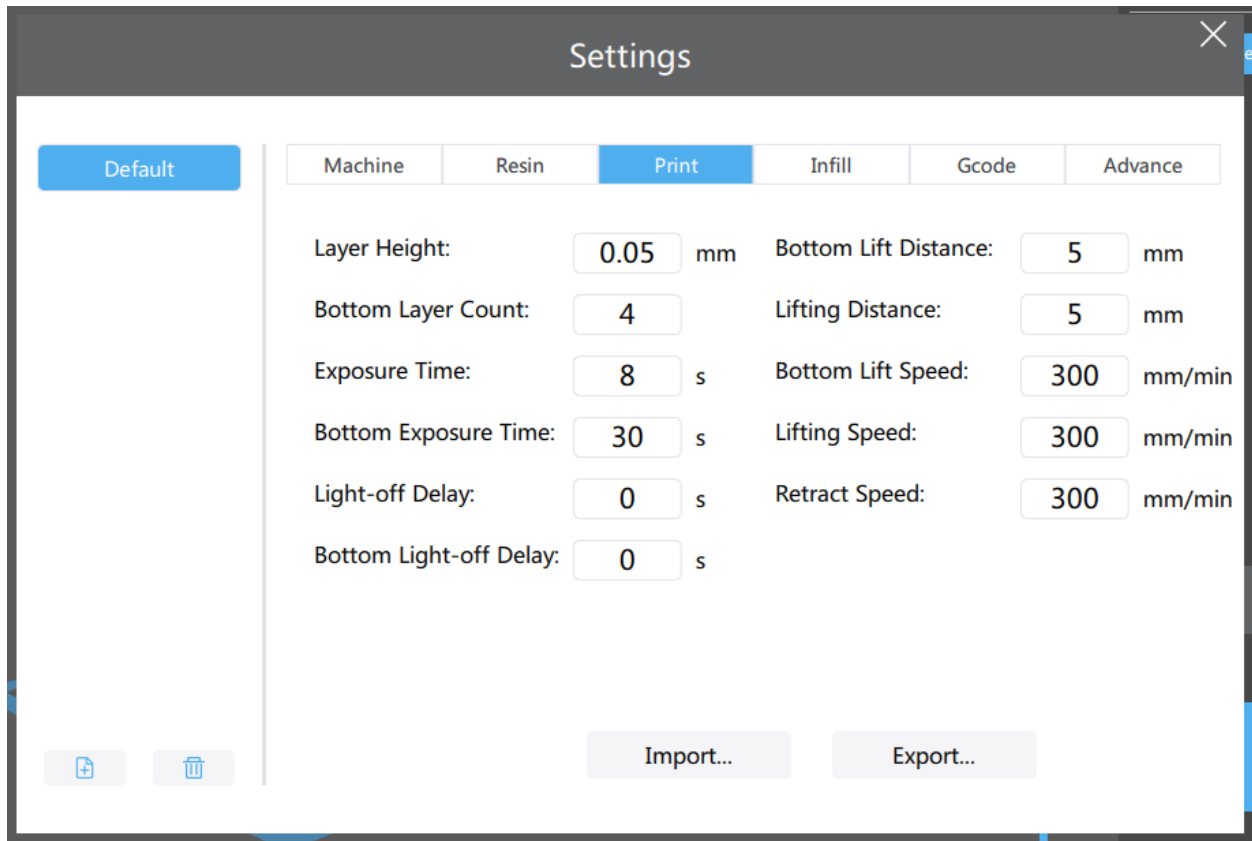 Settings
Default
Machine Resin Print Infill Gcode Advance
Layer Height: 0.05 mm Bottom Lift Distance: 5 mm
Bottom Layer Count: 4 Lifting Distance: 5 mm
Exposure Time: 8 s Bottom Lift Speed: 300 mm/min
Bottom Exposure Time: 30 s Lifting Speed: 300 mm/min
Light-off Delay: 0 s Retract Speed: 300 mm/min
Bottom Light-off Delay: 0 s
Import... Export...